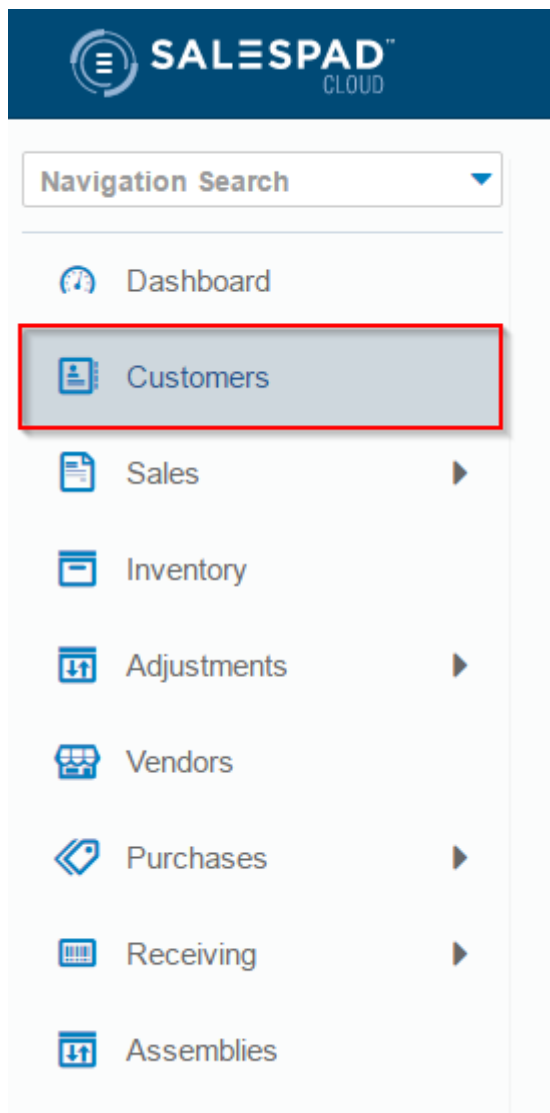 SALESPAD™
CLOUD
Navigation Search
Dashboard
Customers
Sales
Inventory
Adjustments
Vendors
Purchases
Receiving
Assemblies